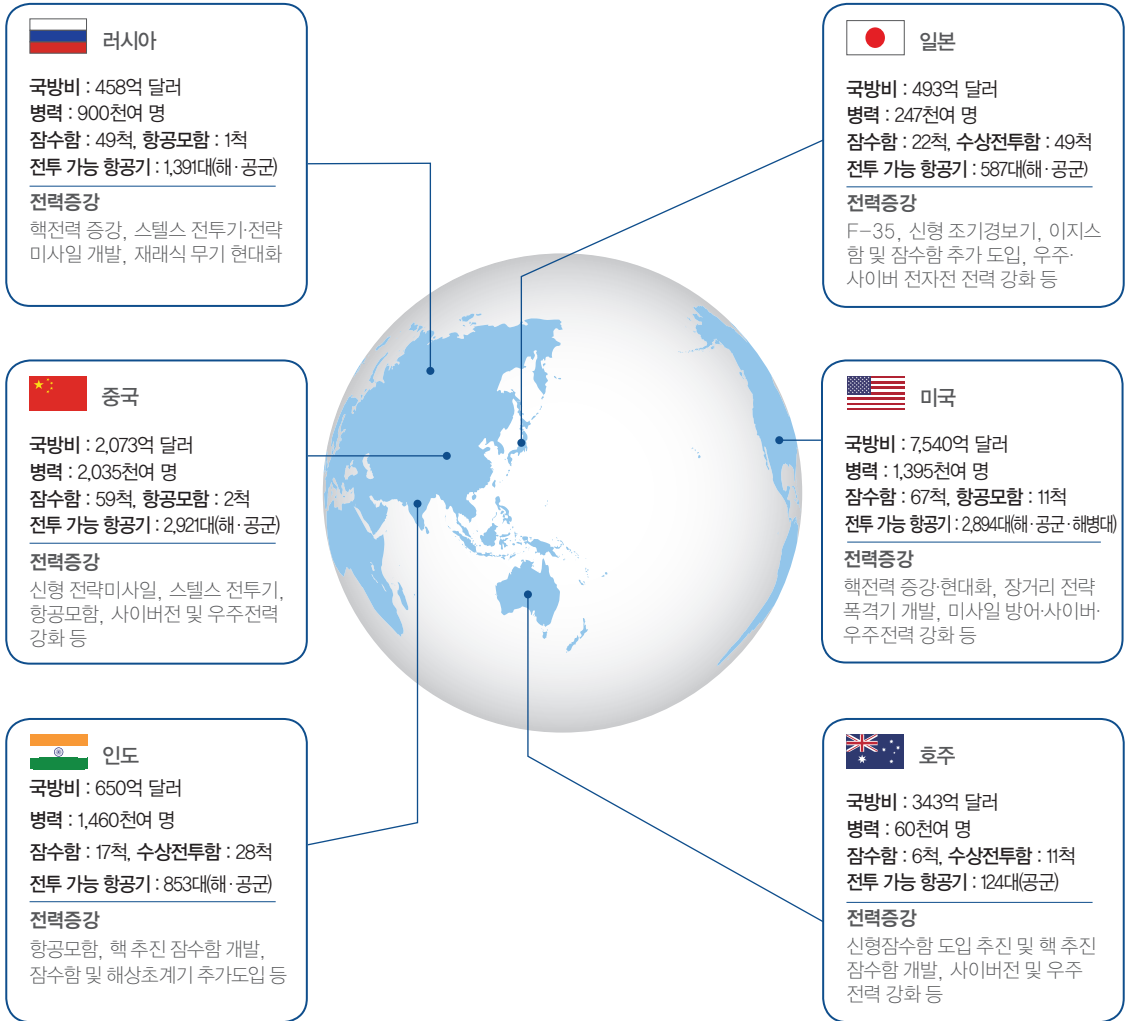 러시아
국방비 : 458억 달러
병력 : 900천여 명
잠수함 : 49척, 항공모함 : 1척
전투 가능 항공기 : 1,391대(해·공군)
전력증강
핵전력 증강, 스텔스 전투기·전략
미사일 개발, 재래식 무기 현대화
일본
국방비 : 493억 달러
병력 : 247천여 명
잠수함 : 22척, 수상전투함 : 49척
전투 가능 항공기 : 587대(해·공군)
전력증강
F-35, 신형 조기경보기, 이지스
함 및 잠수함 추가 도입, 우주·
사이버 전자전 전력 강화 등
중국
국방비 : 2,073억 달러
병력 : 2,035천여 명
잠수함 : 59척, 항공모함 : 2척
전투 가능 항공기 : 2,921대(해·공군)
전력증강
신형 전략미사일, 스텔스 전투기,
항공모함, 사이버전 및 우주전력
강화 등
미국
국방비 : 7,540억 달러
병력 : 1,395천여 명
잠수함 : 67척, 항공모함 : 11척
전투 가능 항공기 : 2,894대(해·공군·해병대)
전력증강
핵전력 증강·현대화, 장거리 전략
폭격기 개발, 미사일 방어·사이버·
우주전력 강화 등
인도
국방비 : 650억 달러
병력 : 1,460천여 명
잠수함 : 17척, 수상전투함 : 28척
전투 가능 항공기 : 853대(해·공군)
전력증강
항공모함, 핵 추진 잠수함 개발,
잠수함 및 해상초계기 추가도입 등
호주
국방비 : 343억 달러
병력 : 60천여 명
잠수함 : 6척, 수상전투함 : 11척
전투 가능 항공기 : 124대(공군)
전력증강
신형잠수함 도입 추진 및 핵 추진
잠수함 개발, 사이버전 및 우주
전력 강화 등